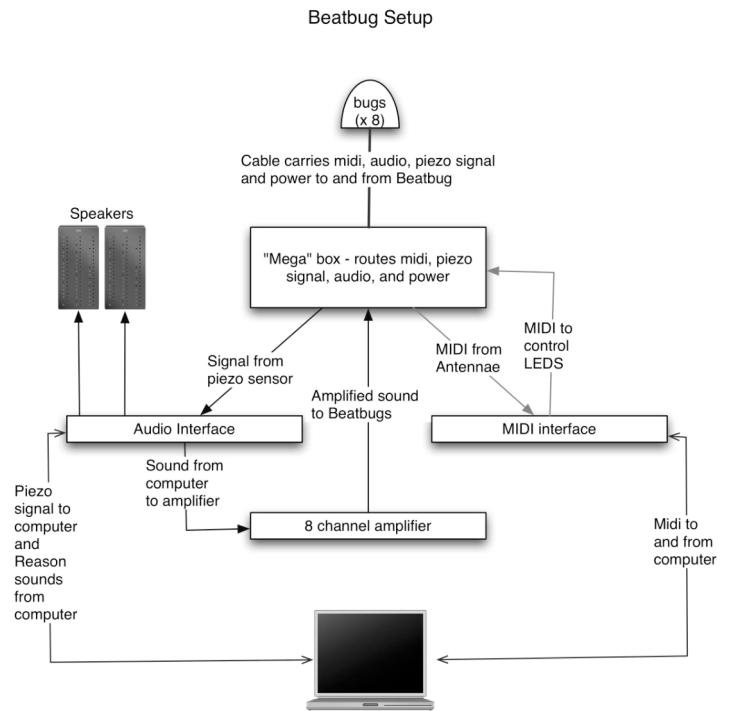 Beatbug Setup
bugs
(x 8)
Cable carries midi, audio, piezo signal
and power to and from Beatbug
Speakers
"Mega" box - routes midi, piezo
signal, audio, and power
MIDI to
control
LEDS
MIDI from
Antennae
Signal from
piezo sensor
Amplified sound
to Beatbugs
Audio Interface
MIDI interface
Sound from
computer
to amplifier
Piezo
signal to
computer
and
Reason
sounds
from
computer
8 channel amplifier
Midi to
and from
computer